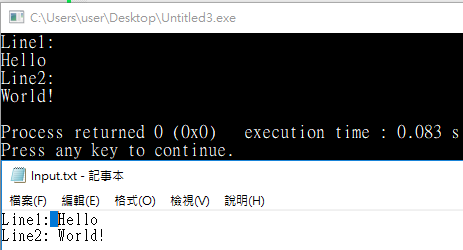 C:\Users\user\Desktop\Untitled3.exe
Line1:
Hello
Line2:
World!
Process returned 0 (0x0)   execution time : 0.083 s
Press any key to continue.
Input.txt - 記事本
檔案(F)  編輯(E)  格式(O)  檢視(V)  說明(H)
Line1: Hello
Line2: World!